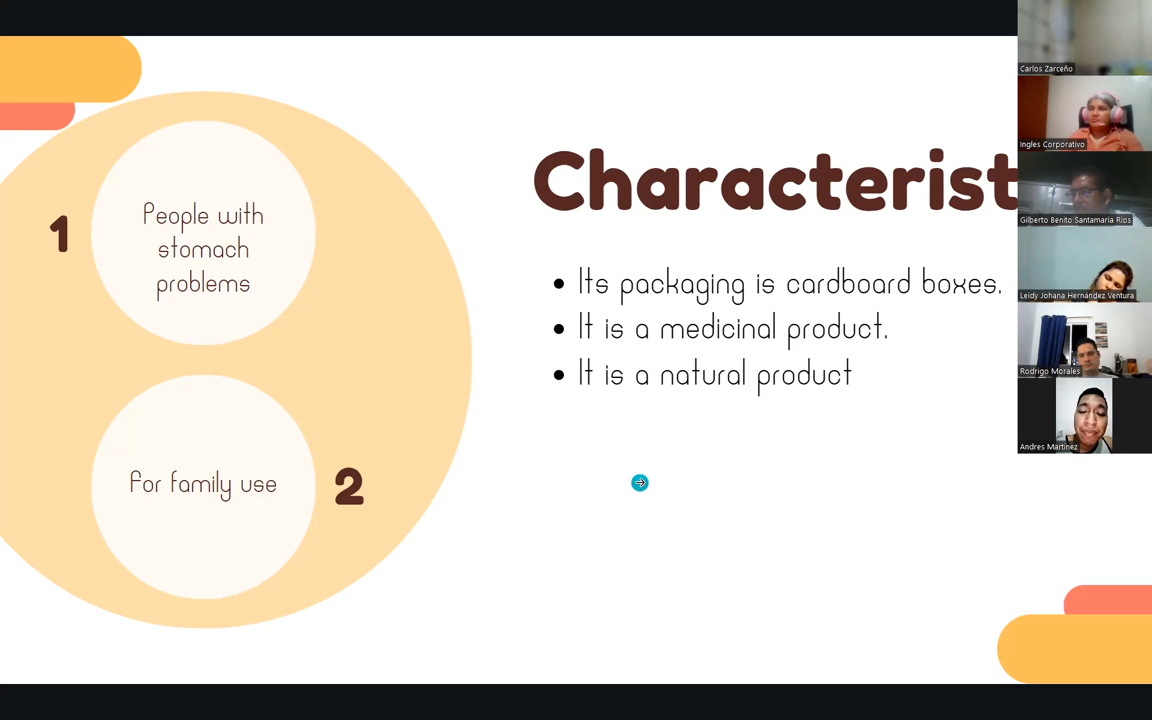 1
People with
stomach
problems
For family use
2
Characterist
• Its packaging is cardboard boxes.
• It is a medicinal product.
• It is a natural product
Carlos Zarceño
Ingles Corporativo
Gilberto Benito Santamaria Rios
Leidy Johana Hernández Ventura
Rodrigo Morales
Andres Martinez